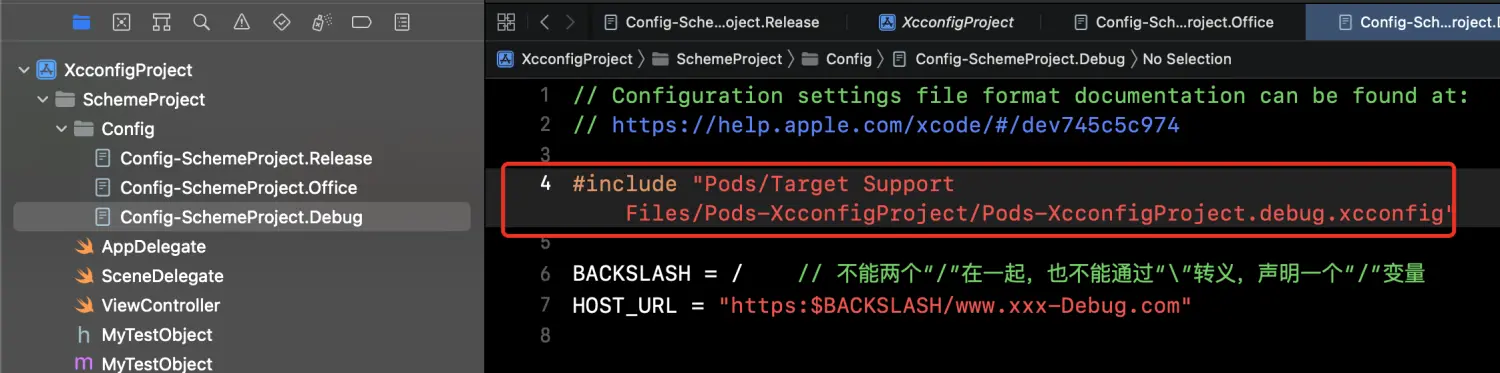 Config-Sche...oject.Release
XcconfigProject
Config-Sch...roject.Office
Config-Sch...roject.
XcconfigProject
SchemeProject
Config
Config-SchemeProject.Release
Config-SchemeProject.Office
Config-SchemeProject.Debug
AppDelegate
SceneDelegate
ViewController
h MyTestObject
m MyTestObject
XcconfigProject 〉 SchemeProject 〉 Config 〉 Config-SchemeProject.Debug 〉 No Selection
1 // Configuration settings file format documentation can be found at:
2 // https://help.apple.com/xcode/#/dev745c5c974
3
4 #include "Pods/Target Support
Files/Pods-XcconfigProject/Pods-XcconfigProject.debug.xcconfig"
5
6 BACKSLASH = / // 不能两个“/”在一起，也不能通过“\”转义，声明一个“/”变量
7 HOST_URL = "https:$BACKSLASH/www.xxx-Debug.com"
8